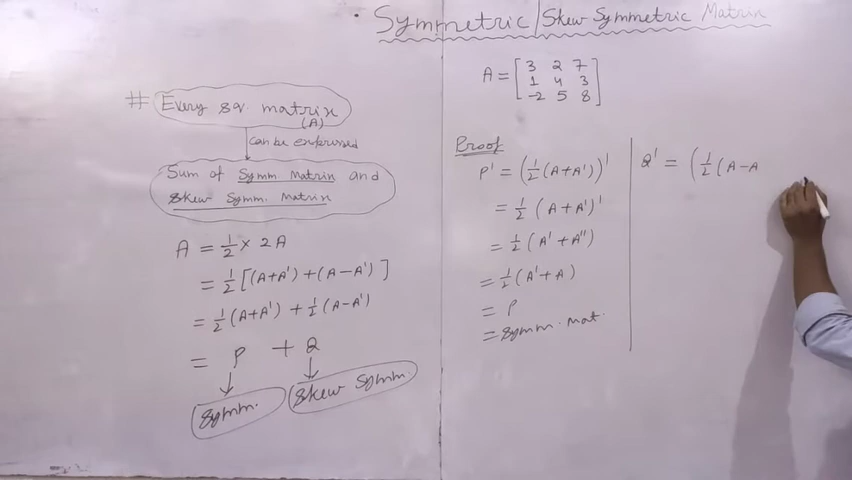 Symmetric/Skew Symmetric Matrix
# Every sq. matrix
(A)
can be expressed
Sum of Symm Matrix and
Skew Symm. Matrix
A = 1/2 × 2A
= 1/2 [(A+A') + (A-A')]
= 1/2 (A+A') + 1/2 (A-A')
= P + Q
Symm. Skew Symm.
A = [3 2 7
1 4 3
-2 5 8]
Proof
P' = (1/2 (A+A'))'
= 1/2 (A+A')'
= 1/2 (A' + A'')
= 1/2 (A' + A)
= P
= Symm. Mat.
Q' = (1/2 (A-A